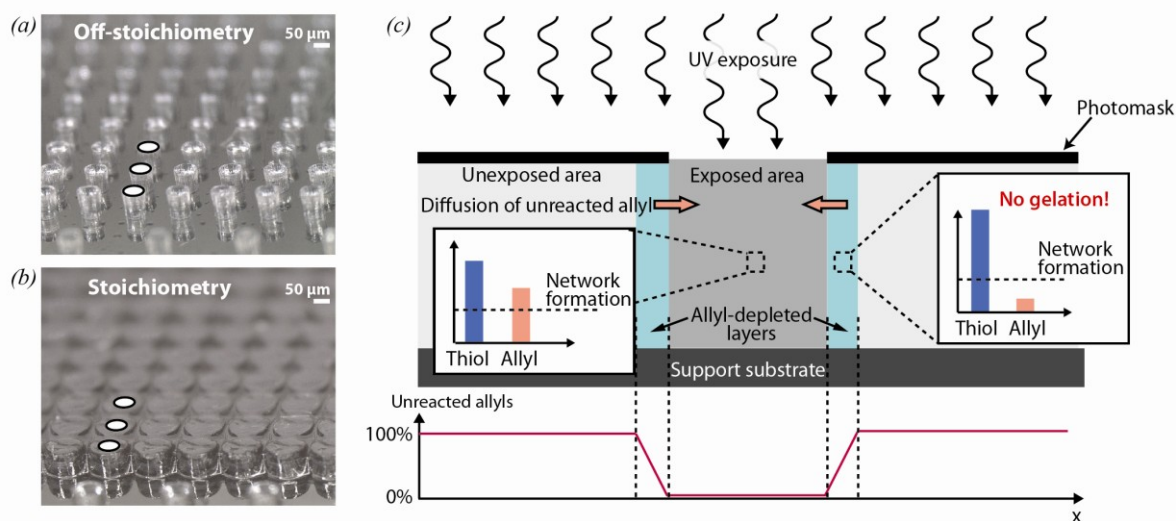 (a)
Off-stoichiometry
50 µm
(b)
Stoichiometry
50 µm
(c)
UV exposure
Photomask
Unexposed area
Exposed area
Diffusion of unreacted allyl
Network
formation
Thiol
Allyl
Allyl-depleted
layers
No gelation!
Network
formation
Thiol
Allyl
Support substrate
Unreacted allyls
100%
0%
x